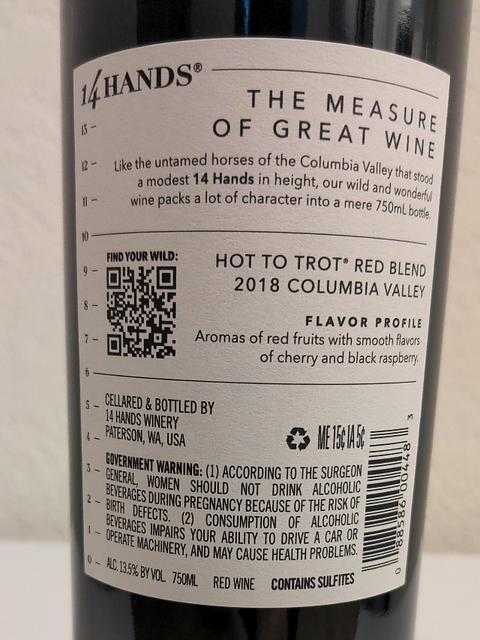 14 HANDS®
THE MEASURE
OF GREAT WINE
Like the untamed horses of the Columbia Valley that stood
a modest 14 Hands in height, our wild and wonderful
wine packs a lot of character into a mere 750mL bottle.
13
12
11
10
9
8
7
6
5
4
3
2
1
0
FIND YOUR WILD:
HOT TO TROT® RED BLEND
2018 COLUMBIA VALLEY
FLAVOR PROFILE
Aromas of red fruits with smooth flavors
of cherry and black raspberry.
CELLARED & BOTTLED BY
14 HANDS WINERY
PATERSON, WA, USA
ME 15¢ IA 5¢
GOVERNMENT WARNING: (1) ACCORDING TO THE SURGEON
GENERAL, WOMEN SHOULD NOT DRINK ALCOHOLIC
BEVERAGES DURING PREGNANCY BECAUSE OF THE RISK OF
BIRTH DEFECTS. (2) CONSUMPTION OF ALCOHOLIC
BEVERAGES IMPAIRS YOUR ABILITY TO DRIVE A CAR OR
OPERATE MACHINERY, AND MAY CAUSE HEALTH PROBLEMS.
ALC. 13.5% BY VOL. 750ML RED WINE CONTAINS SULFITES
0 88586 00448 3